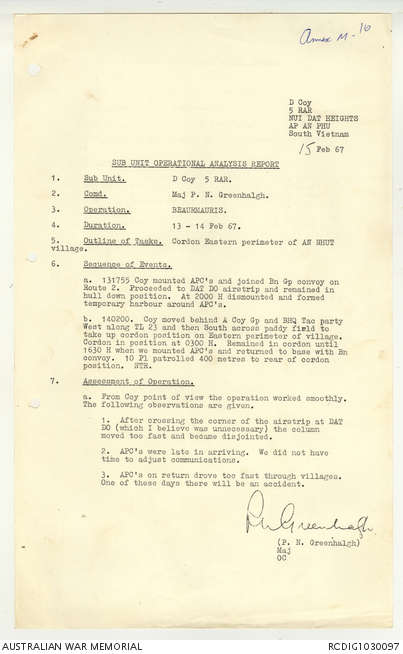 Annex M-16
D Coy
5 RAR
NUI DAT HEIGHTS
AP AN PHU
South Vietnam
15 Feb 67
SUB UNIT OPERATIONAL ANALYSIS REPORT
1. Sub Unit. D Coy 5 RAR.
2. Comd. Maj P. N. Greenhalgh.
3. Operation. BEAUMAURIS.
4. Duration. 13 - 14 Feb 67.
5. Outline of Tasks. Cordon Eastern perimeter of AN NHUT
village.
6. Sequence of Events.
a. 131755 Coy mounted APC's and joined Bn Gp convoy on
Route 2. Proceeded to DAT DO airstrip and remained in
hull down position. At 2000 H dismounted and formed
temporary harbour around APC's.
b. 140200. Coy moved behind A Coy Gp and BHQ Tac party
West along TL 23 and then South across paddy field to
take up cordon position on Eastern perimeter of village.
Cordon in position at 0300 H. Remained in cordon until
1630 H when we mounted APC's and returned to base with Bn
convoy. 10 Pl patrolled 400 metres to rear of cordon
position. NTR.
7. Assessment of Operation.
a. From Coy point of view the operation worked smoothly.
The following observations are given.
1. After crossing the corner of the airstrip at DAT
DO (which I believe was unnecessary) the column
moved too fast and became disjointed.
2. APC's were late in arriving. We did not have
time to adjust communications.
3. APC's on return drove too fast through villages.
One of these days there will be an accident.
P N Greenhalgh
(P. N. Greenhalgh)
Maj
OC
AUSTRALIAN WAR MEMORIAL
RCDIG1030097